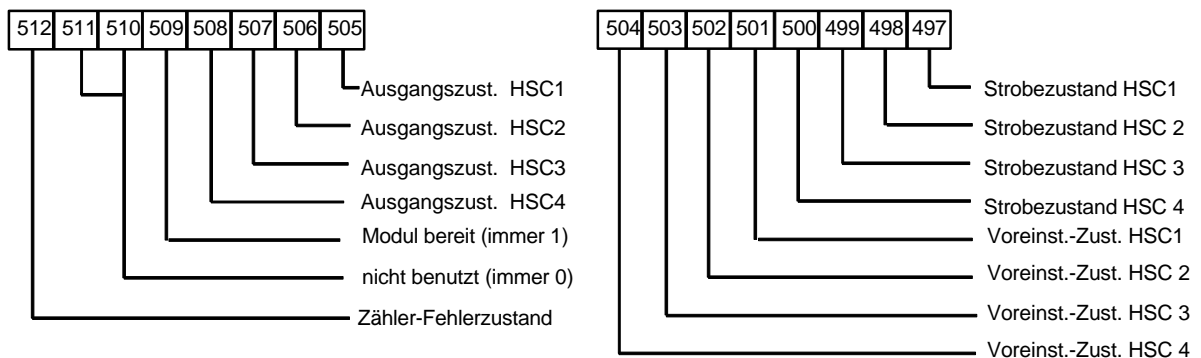 512 511 510 509 508 507 506 505
Ausgangszust. HSC1
Ausgangszust. HSC2
Ausgangszust. HSC3
Ausgangszust. HSC4
Modul bereit (immer 1)
nicht benutzt (immer 0)
Zähler-Fehlerzustand
504 503 502 501 500 499 498 497
Strobezustand HSC1
Strobezustand HSC 2
Strobezustand HSC 3
Strobezustand HSC 4
Voreinst.-Zust. HSC1
Voreinst.-Zust. HSC 2
Voreinst.-Zust. HSC 3
Voreinst.-Zust. HSC 4